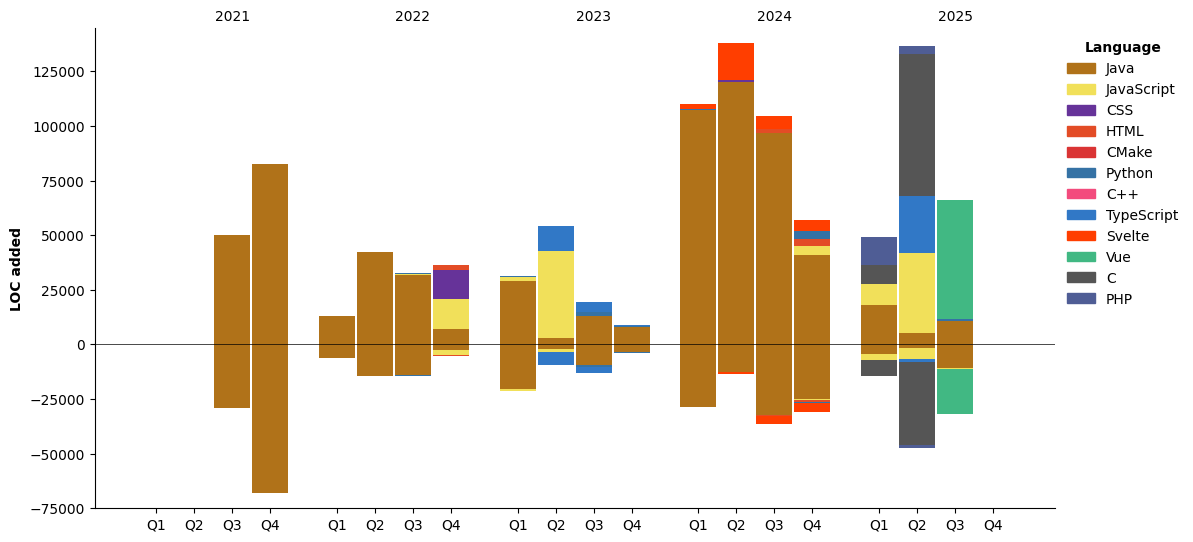 2021 2022 2023 2024 2025
Language
Java
JavaScript
CSS
HTML
CMake
Python
C++
TypeScript
Svelte
Vue
C
PHP
LOC added
125000
100000
75000
50000
25000
0
−25000
−50000
−75000
Q1 Q2 Q3 Q4 Q1 Q2 Q3 Q4 Q1 Q2 Q3 Q4 Q1 Q2 Q3 Q4 Q1 Q2 Q3 Q4